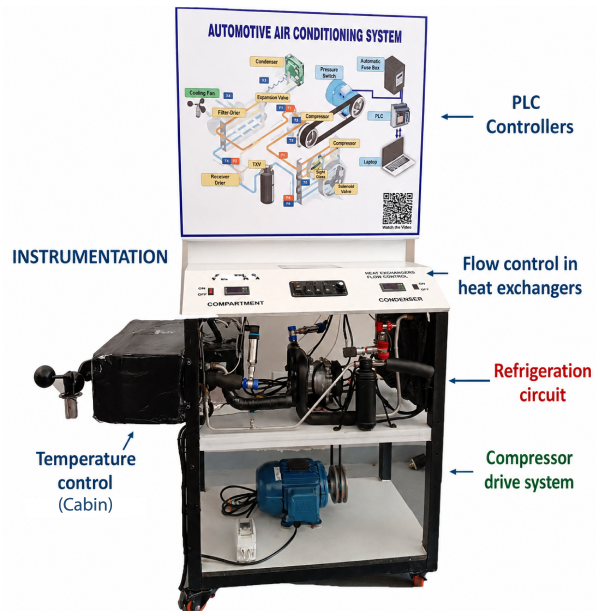 AUTOMOTIVE AIR CONDITIONING SYSTEM
Condenser
Automatic
Fuse Box
Pressure
Switch
Cooling Fan
Expansion Valve
Filter-Drier
Compressor
PLC
Compressor
TXV
Sight
Glass
Receiver
Drier
Solenoid
Valve
Laptop
Watch the Video
PLC
Controllers
INSTRUMENTATION
Flow control in
heat exchangers
HEAT EXCHANGERS
FLOW CONTROL
ON
OFF
COMPARTMENT
ON
OFF
CONDENSER
Refrigeration
circuit
Temperature
control
(Cabin)
Compressor
drive system